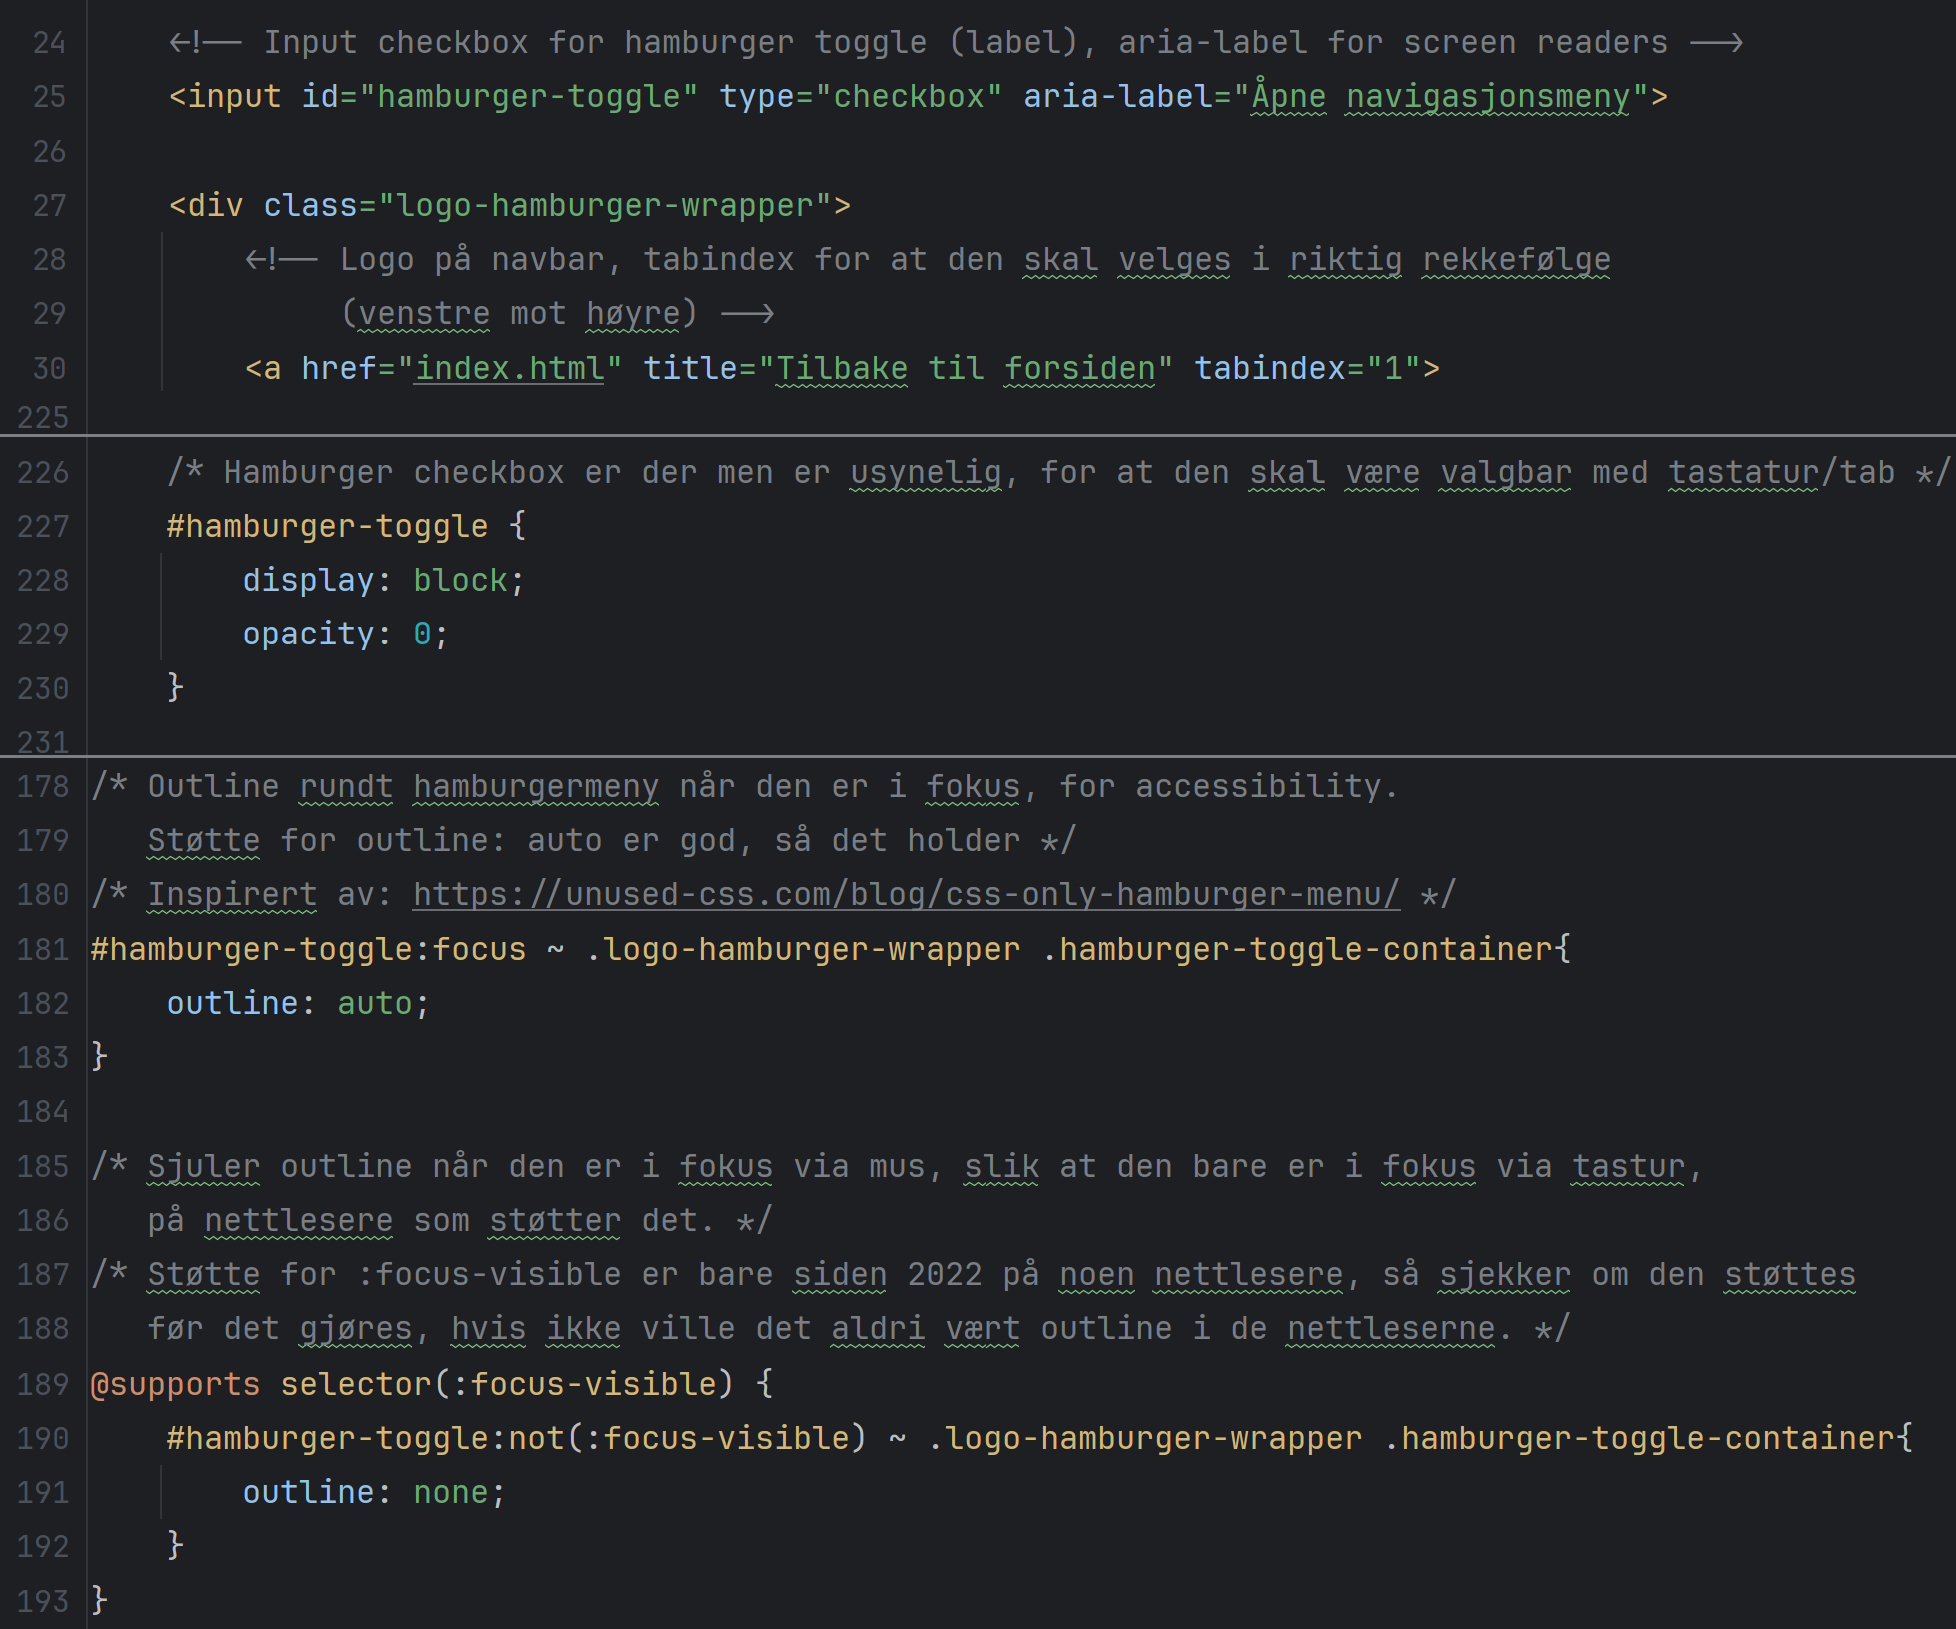 24 <!-- Input checkbox for hamburger toggle (label), aria-label for screen readers -->
25 <input id="hamburger-toggle" type="checkbox" aria-label="Åpne navigasjonsmeny">
26
27 <div class="logo-hamburger-wrapper">
28 <!-- Logo på navbar, tabindex for at den skal velges i riktig rekkefølge
29 (venstre mot høyre) -->
30 <a href="index.html" title="Tilbake til forsiden" tabindex="1">
225
226 /* Hamburger checkbox er der men er usynelig, for at den skal være valgbar med tastatur/tab */
227 #hamburger-toggle {
228 display: block;
229 opacity: 0;
230 }
231
178 /* Outline rundt hamburgermeny når den er i fokus, for accessibility.
179 Støtte for outline: auto er god, så det holder */
180 /* Inspirert av: https://unused-css.com/blog/css-only-hamburger-menu/ */
181 #hamburger-toggle:focus ~ .logo-hamburger-wrapper .hamburger-toggle-container{
182 outline: auto;
183 }
184
185 /* Sjuler outline når den er i fokus via mus, slik at den bare er i fokus via tastur,
186 på nettlesere som støtter det. */
187 /* Støtte for :focus-visible er bare siden 2022 på noen nettlesere, så sjekker om den støttes
188 før det gjøres, hvis ikke ville det aldri vært outline i de nettleserne. */
189 @supports selector(:focus-visible) {
190 #hamburger-toggle:not(:focus-visible) ~ .logo-hamburger-wrapper .hamburger-toggle-container{
191 outline: none;
192 }
193 }